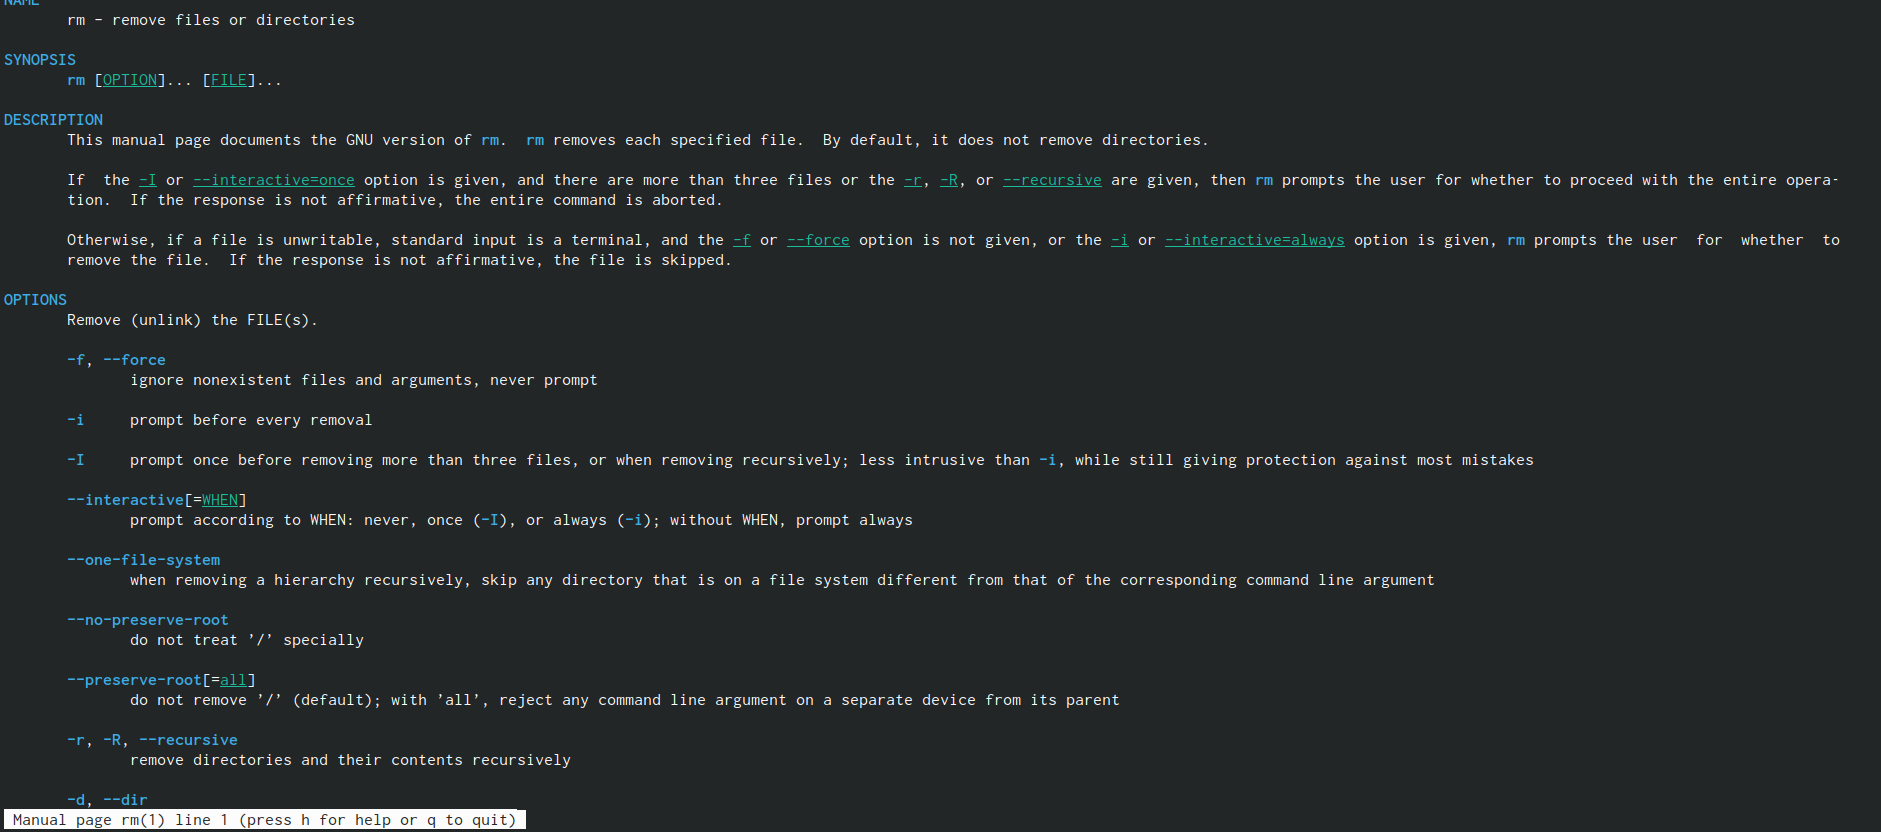 NAME
rm - remove files or directories
SYNOPSIS
rm [OPTION]... [FILE]...
DESCRIPTION
This manual page documents the GNU version of rm.  rm removes each specified file.  By default, it does not remove directories.
If  the -I or --interactive=once option is given, and there are more than three files or the -r, -R, or --recursive are given, then rm prompts the user for whether to proceed with the entire opera-
tion.  If the response is not affirmative, the entire command is aborted.
Otherwise, if a file is unwritable, standard input is a terminal, and the -f or --force option is not given, or the -i or --interactive=always option is given, rm prompts the user  for  whether  to
remove the file.  If the response is not affirmative, the file is skipped.
OPTIONS
Remove (unlink) the FILE(s).
-f, --force
ignore nonexistent files and arguments, never prompt
-i     prompt before every removal
-I     prompt once before removing more than three files, or when removing recursively; less intrusive than -i, while still giving protection against most mistakes
--interactive[=WHEN]
prompt according to WHEN: never, once (-I), or always (-i); without WHEN, prompt always
--one-file-system
when removing a hierarchy recursively, skip any directory that is on a file system different from that of the corresponding command line argument
--no-preserve-root
do not treat ’/’ specially
--preserve-root[=all]
do not remove ’/’ (default); with ’all’, reject any command line argument on a separate device from its parent
-r, -R, --recursive
remove directories and their contents recursively
-d, --dir
Manual page rm(1) line 1 (press h for help or q to quit)